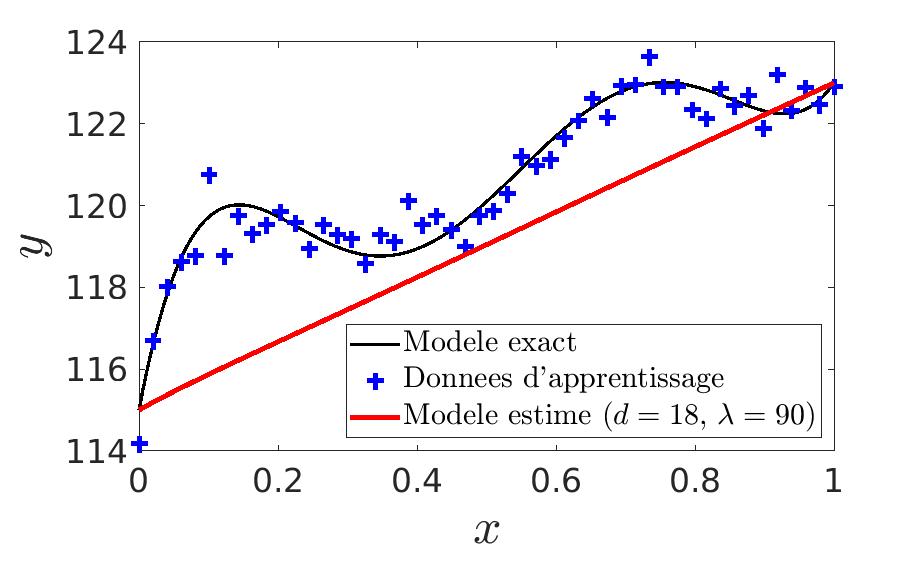 124
122
120
118
116
114
y
Modele exact
Donnees d'apprentissage
Modele estime (d = 18, λ = 90)
0 0.2 0.4 0.6 0.8 1
x